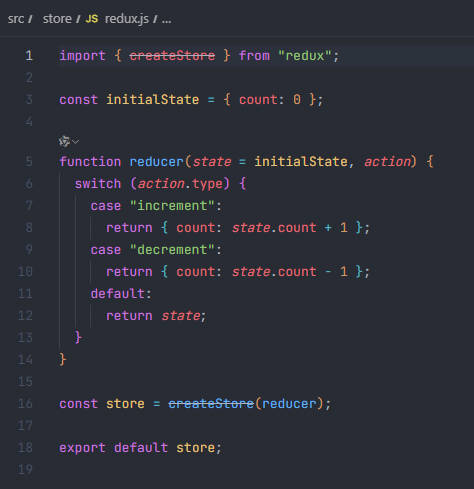 src / store / JS redux.js / ...
1 import { createStore } from "redux";
2
3 const initialState = { count: 0 };
4
5 function reducer(state = initialState, action) {
6 switch (action.type) {
7 case "increment":
8 return { count: state.count + 1 };
9 case "decrement":
10 return { count: state.count - 1 };
11 default:
12 return state;
13 }
14 }
15
16 const store = createStore(reducer);
17
18 export default store;
19